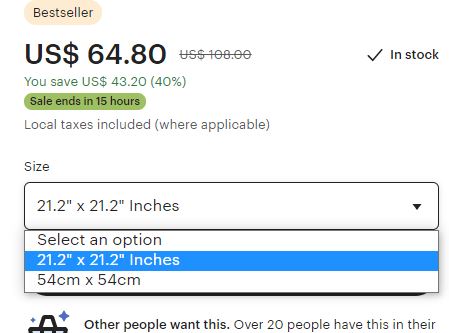 Bestseller
US$ 64.80 US$ 108.00 In stock
You save US$ 43.20 (40%)
Sale ends in 15 hours
Local taxes included (where applicable)
Size
21.2" x 21.2" Inches
Select an option
21.2" x 21.2" Inches
54cm x 54cm
Other people want this. Over 20 people have this in their